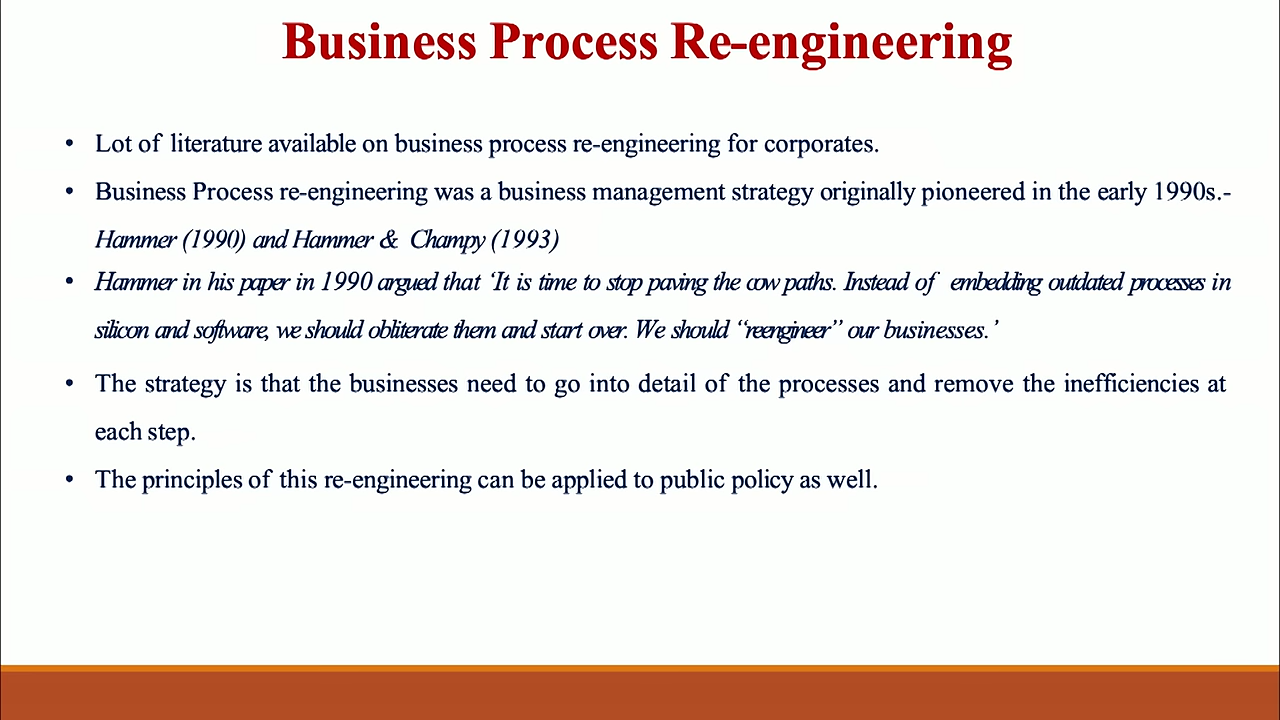 Business Process Re-engineering
• Lot of literature available on business process re-engineering for corporates.
• Business Process re-engineering was a business management strategy originally pioneered in the early 1990s.-
Hammer (1990) and Hammer & Champy (1993)
• Hammer in his paper in 1990 argued that ‘It is time to stop paving the cow paths. Instead of embedding outdated processes in
silicon and software, we should obliterate them and start over. We should “reengineer” our businesses.’
• The strategy is that the businesses need to go into detail of the processes and remove the inefficiencies at
each step.
• The principles of this re-engineering can be applied to public policy as well.